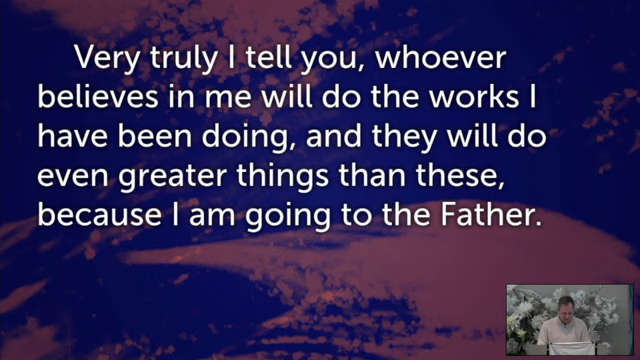 Very truly I tell you, whoever
believes in me will do the works I
have been doing, and they will do
even greater things than these,
because I am going to the Father.